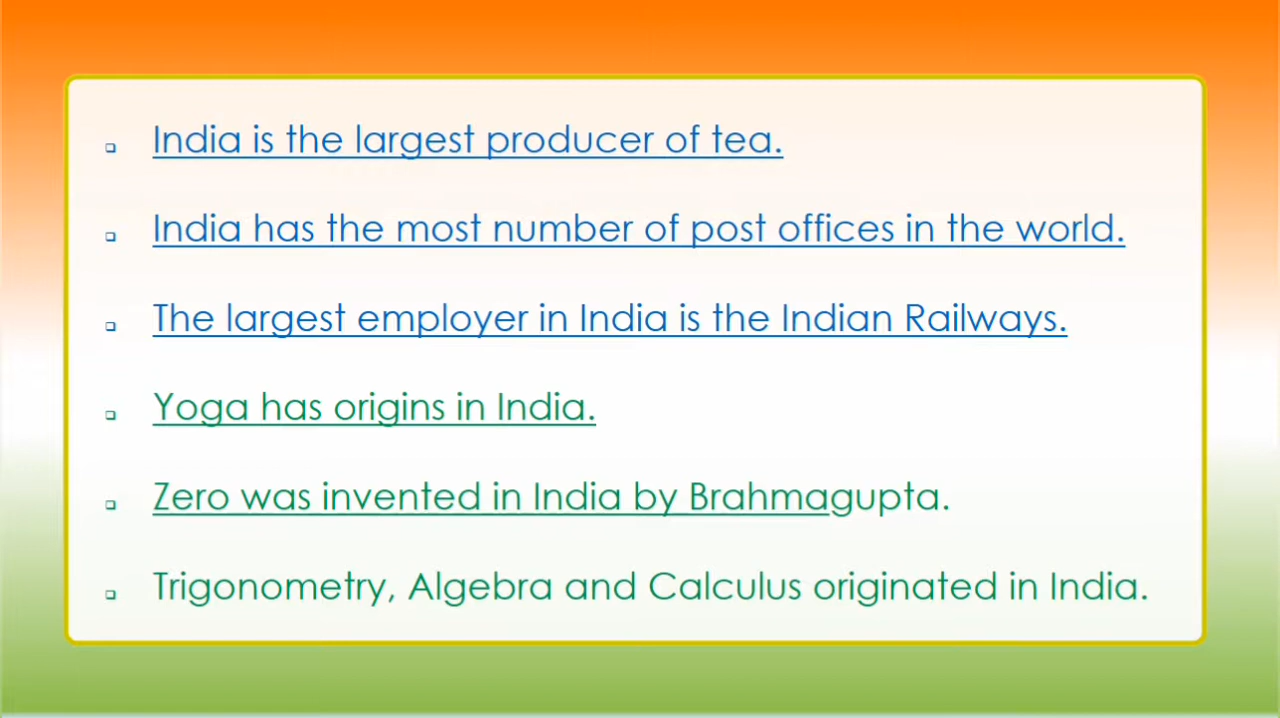 India is the largest producer of tea.
India has the most number of post offices in the world.
The largest employer in India is the Indian Railways.
Yoga has origins in India.
Zero was invented in India by Brahmagupta.
Trigonometry, Algebra and Calculus originated in India.